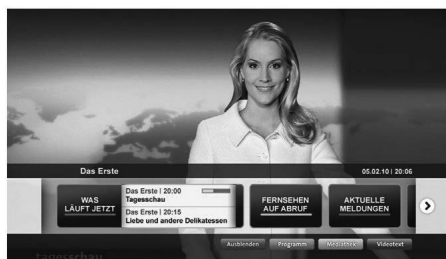 Das Erste
05.02.10 | 20:06
WAS
LÄUFT JETZT
Das Erste | 20:00
Tagesschau
Das Erste | 20:15
Liebe und andere Delikatessen
FERNSEHEN
AUF ABRUF
AKTUELLE
MELDUNGEN
Ausblenden
Programm
Mediathek
Videotext
tagesschau